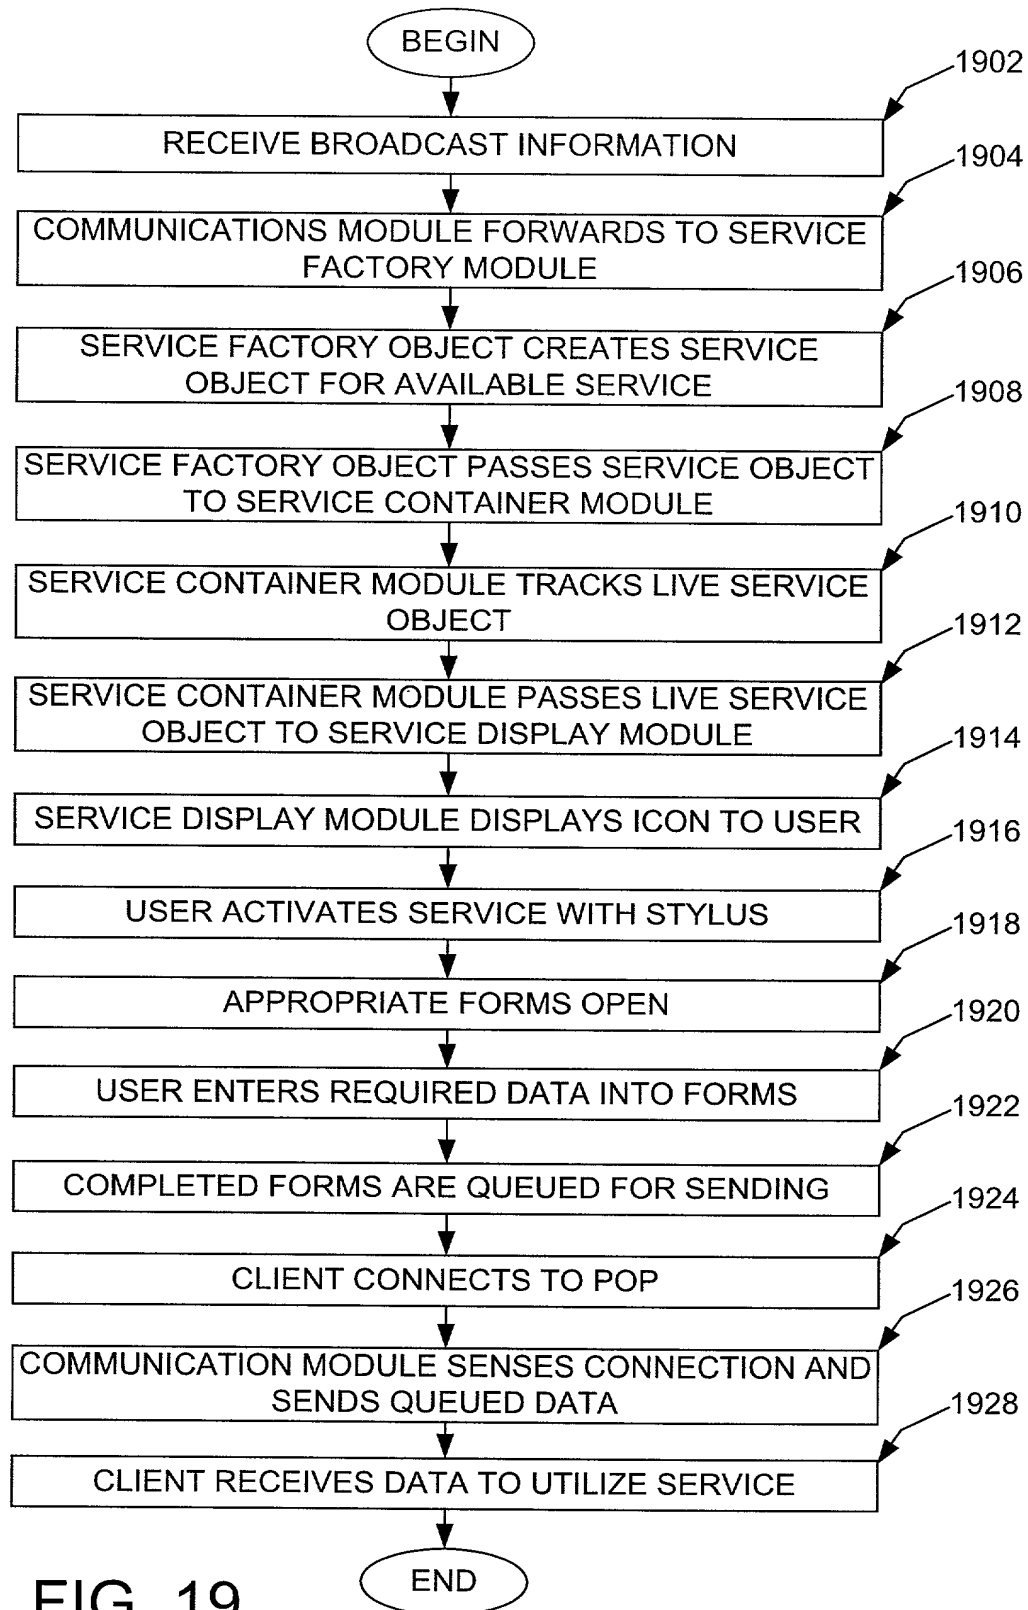 BEGIN
1902
RECEIVE BROADCAST INFORMATION
1904
COMMUNICATIONS MODULE FORWARDS TO SERVICE
FACTORY MODULE
1906
SERVICE FACTORY OBJECT CREATES SERVICE
OBJECT FOR AVAILABLE SERVICE
1908
SERVICE FACTORY OBJECT PASSES SERVICE OBJECT
TO SERVICE CONTAINER MODULE
1910
SERVICE CONTAINER MODULE TRACKS LIVE SERVICE
OBJECT
1912
SERVICE CONTAINER MODULE PASSES LIVE SERVICE
OBJECT TO SERVICE DISPLAY MODULE
1914
SERVICE DISPLAY MODULE DISPLAYS ICON TO USER
1916
USER ACTIVATES SERVICE WITH STYLUS
1918
APPROPRIATE FORMS OPEN
1920
USER ENTERS REQUIRED DATA INTO FORMS
1922
COMPLETED FORMS ARE QUEUED FOR SENDING
1924
CLIENT CONNECTS TO POP
1926
COMMUNICATION MODULE SENSES CONNECTION AND
SENDS QUEUED DATA
1928
CLIENT RECEIVES DATA TO UTILIZE SERVICE
END
FIG. 19